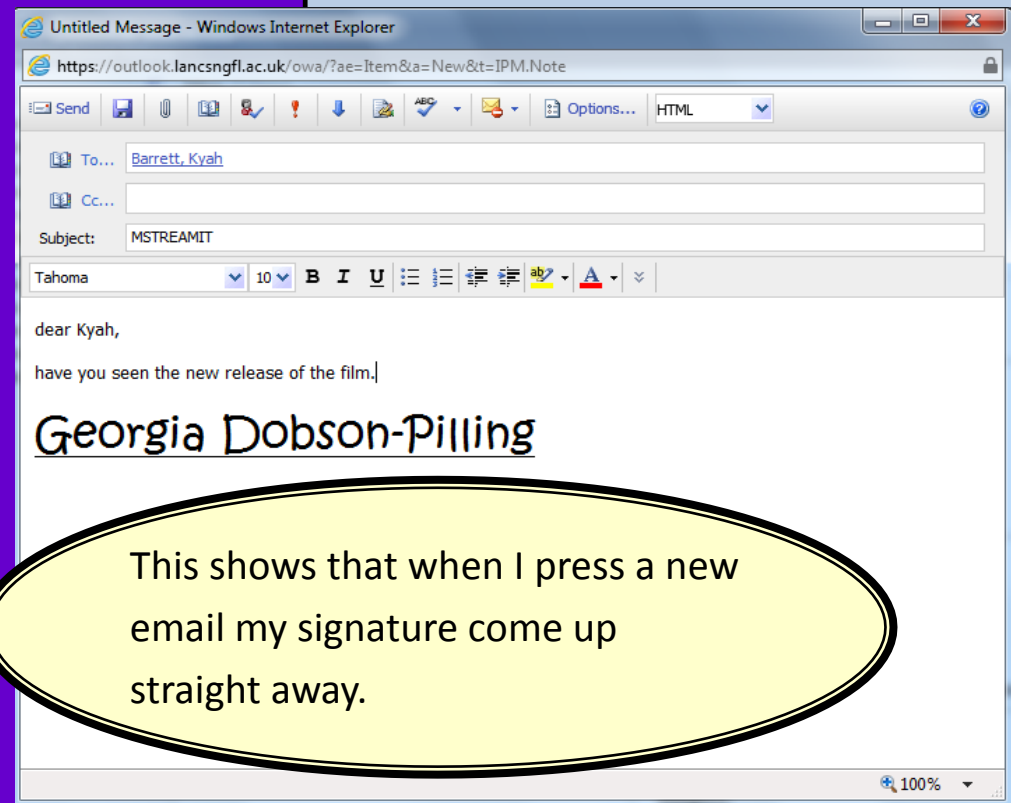 Untitled Message - Windows Internet Explorer
https://outlook.lancsngfl.ac.uk/owa/?ae=Item&a=New&t=IPM.Note
Send ABC Options... HTML
To... Barrett, Kyah
Cc...
Subject: MSTREAMIT
Tahoma 10 B I U ab A
dear Kyah,
have you seen the new release of the film.
Georgia Dobson-Pilling
This shows that when I press a new
email my signature come up
straight away.
100%